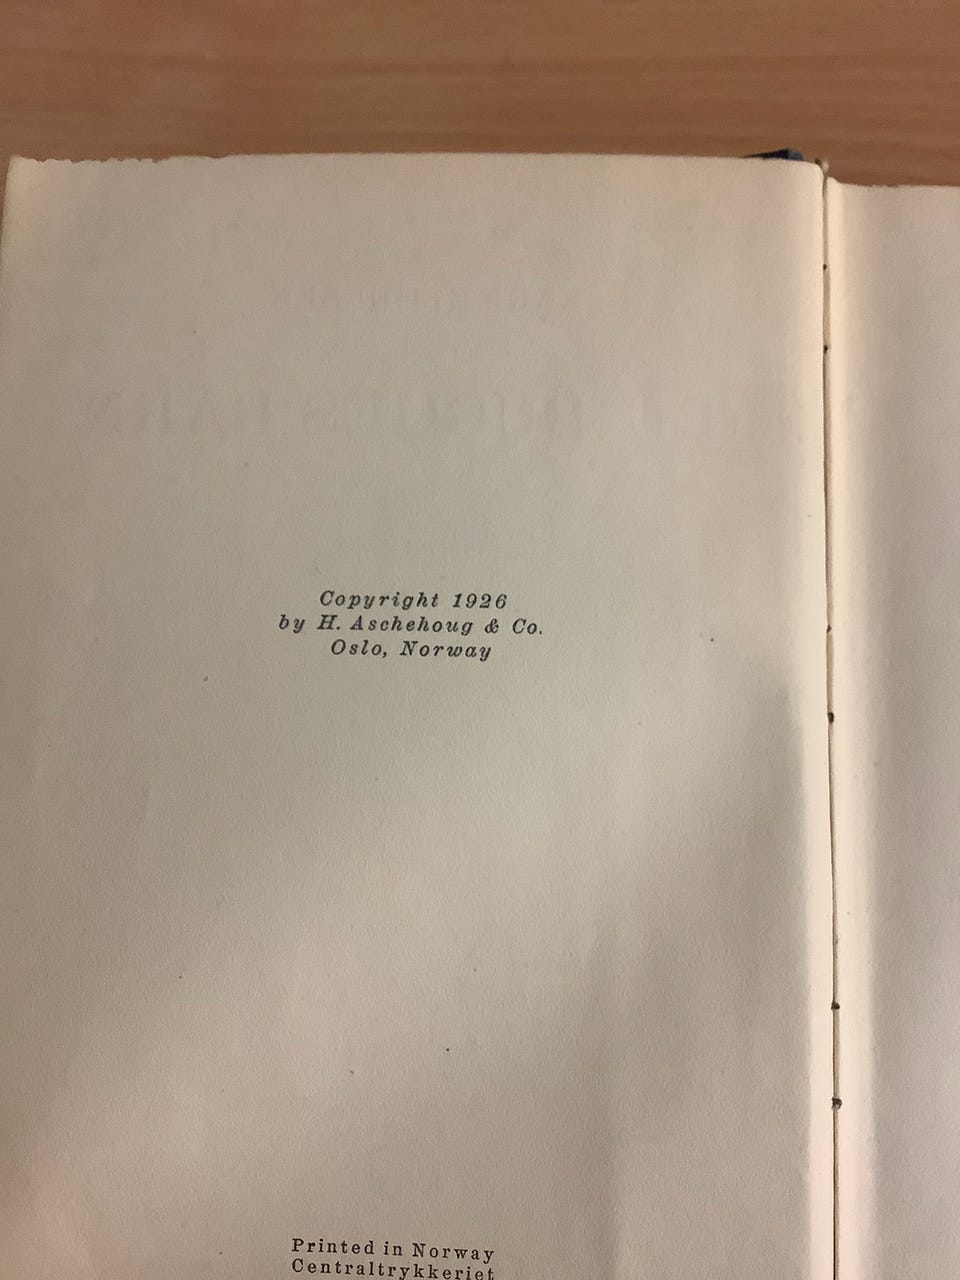 Copyright 1926
by H. Aschehoug & Co.
Oslo, Norway
Printed in Norway
Centraltrykkeriet